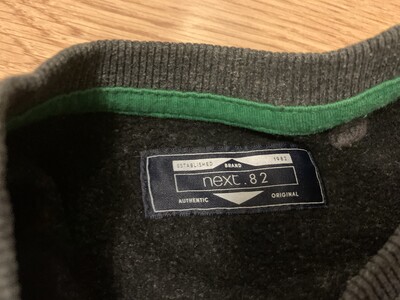 ESTABLISHED BRAND 1982
next.82
AUTHENTIC ORIGINAL